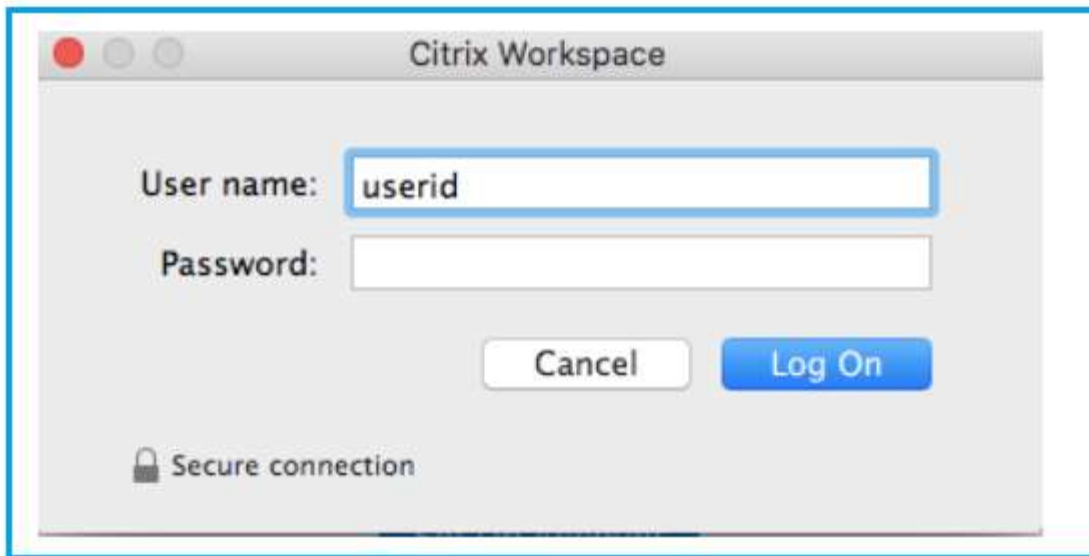 Citrix Workspace
User name: userid
Password:
Cancel Log On
Secure connection